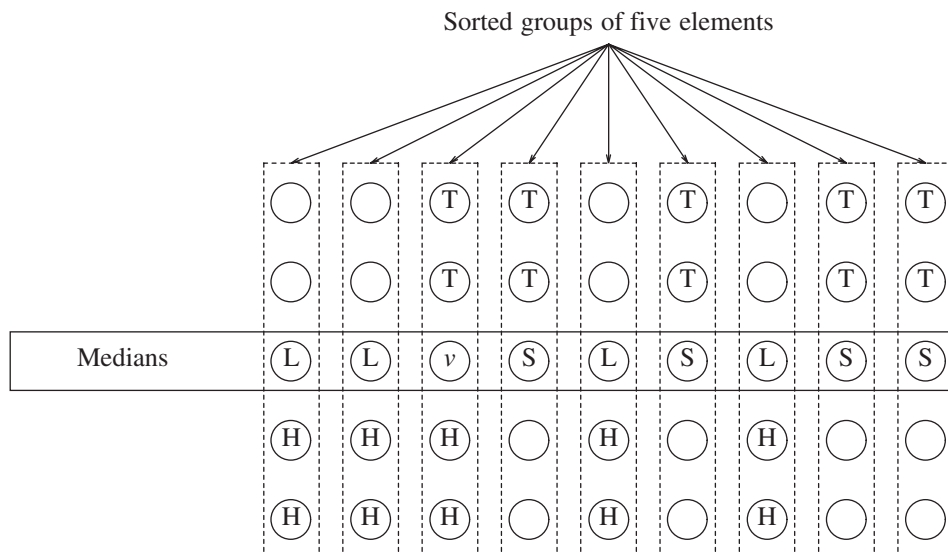 Sorted groups of five elements
T T T T T
T T T T T
Medians L L v S L S L S S
H H H H H
H H H H H